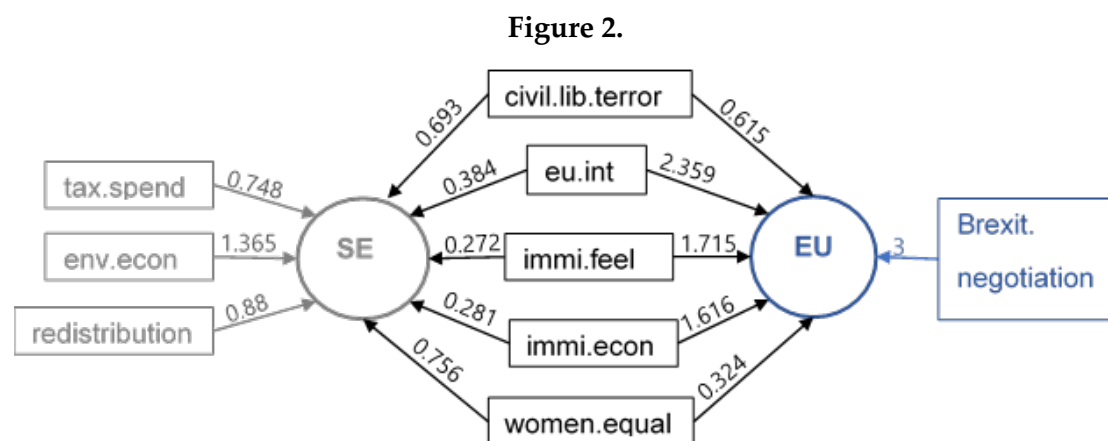 Figure 2.
civil.lib.terror
0.693
0.615
eu.int
0.384
2.359
tax.spend
0.748
SE
EU
Brexit.
negotiation
3
env.econ
1.365
0.272
immi.feel
1.715
redistribution
0.88
0.281
immi.econ
1.616
0.756
women.equal
0.324